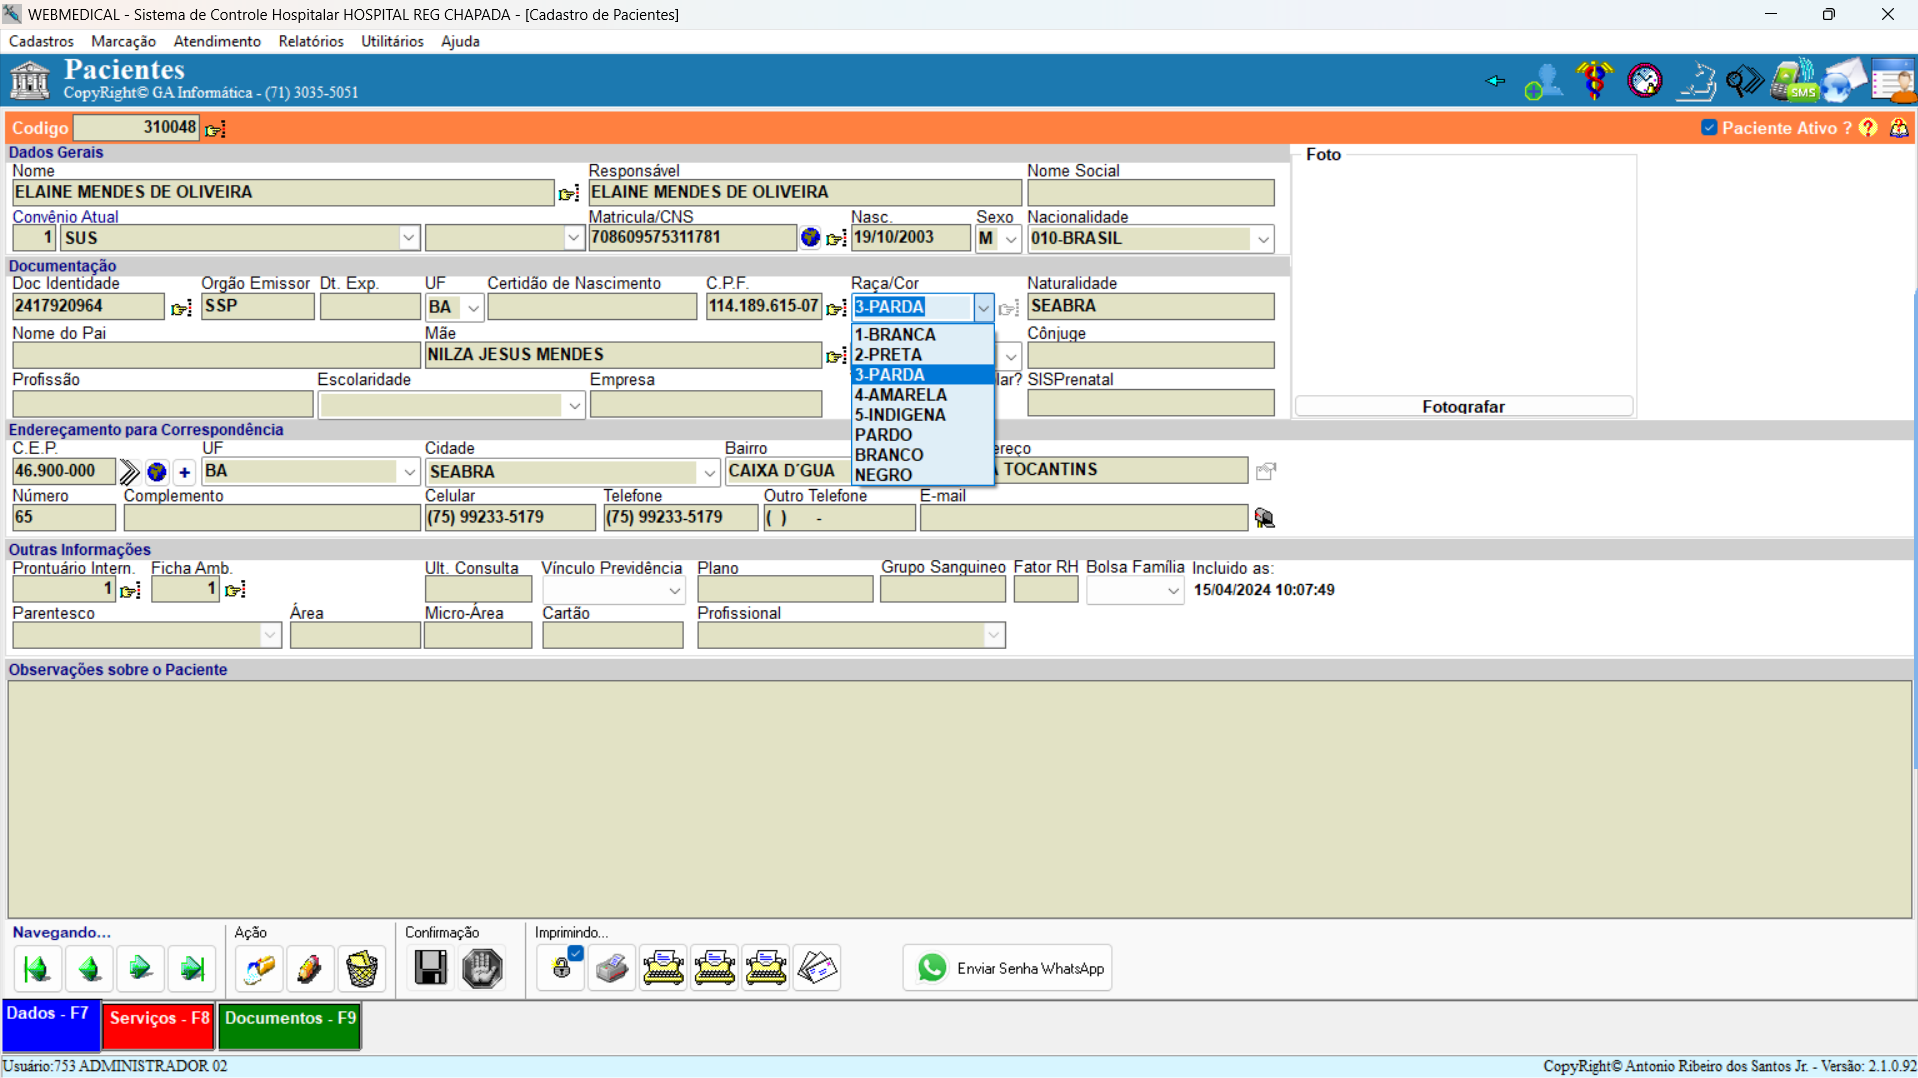 WEBMEDICAL - Sistema de Controle Hospitalar HOSPITAL REG CHAPADA - [Cadastro de Pacientes]
Cadastros Marcação Atendimento Relatórios Utilitários Ajuda
Pacientes
CopyRight© GA Informática - (71) 3035-5051
SMS
Codigo 310048 Paciente Ativo ?
Dados Gerais Foto
Nome Responsável Nome Social
ELAINE MENDES DE OLIVEIRA ELAINE MENDES DE OLIVEIRA
Convênio Atual Matricula/CNS Nasc. Sexo Nacionalidade
1 SUS 708609575311781 19/10/2003 M 010-BRASIL
Documentação
Doc Identidade Orgão Emissor Dt. Exp. UF Certidão de Nascimento C.P.F. Raça/Cor Naturalidade
2417920964 SSP BA 114.189.615-07 3-PARDA SEABRA
Nome do Pai Mãe Cônjuge
NILZA JESUS MENDES
1-BRANCA
2-PRETA
3-PARDA
4-AMARELA
5-INDIGENA
PARDO
BRANCO
NEGRO
Profissão Escolaridade Empresa lar? SISPrenatal
Fotografar
Endereçamento para Correspondência
C.E.P. UF Cidade Bairro ereço
46.900-000 + BA SEABRA CAIXA D´GUA A TOCANTINS
Número Complemento Celular Telefone Outro Telefone E-mail
65 (75) 99233-5179 (75) 99233-5179 ( ) -
Outras Informações
Prontuário Intern. Ficha Amb. Ult. Consulta Vínculo Previdência Plano Grupo Sanguineo Fator RH Bolsa Família Incluido as:
1 1 15/04/2024 10:07:49
Parentesco Área Micro-Área Cartão Profissional
Observações sobre o Paciente
Navegando... Ação Confirmação Imprimindo...
Enviar Senha WhatsApp
Dados - F7 Serviços - F8 Documentos - F9
Usuário:753 ADMINISTRADOR 02 CopyRight© Antonio Ribeiro dos Santos Jr. - Versão: 2.1.0.92